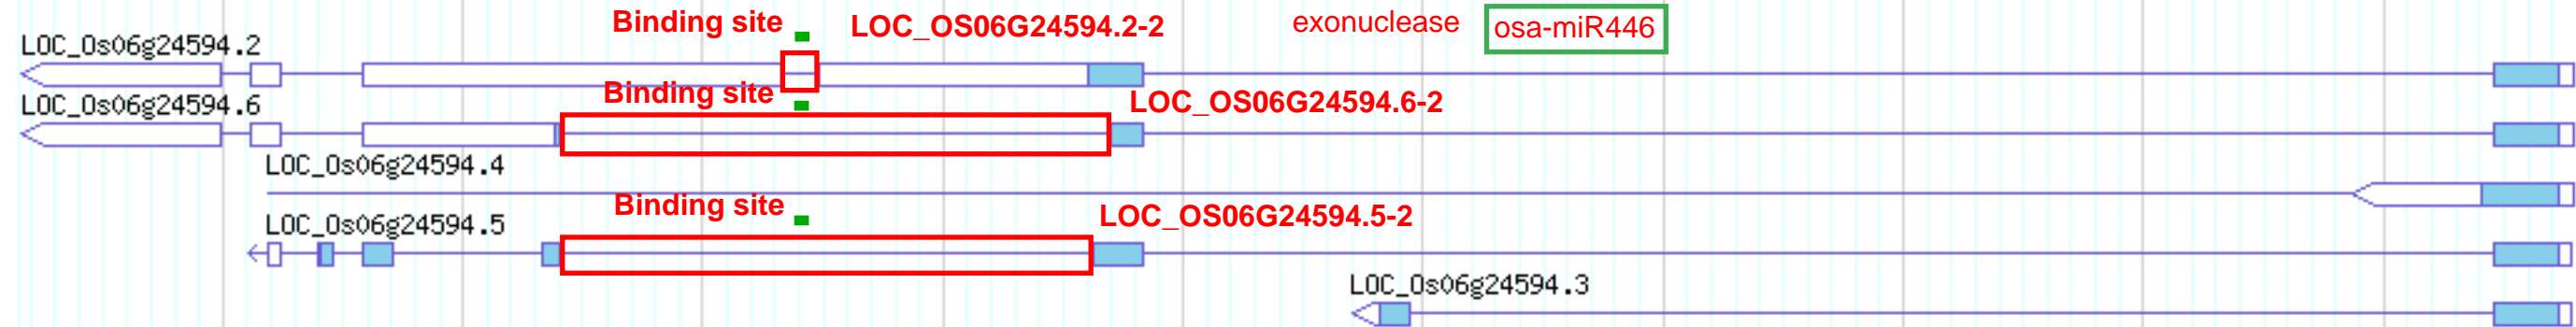 Binding site
LOC_OS06G24594.2-2
exonuclease
osa-miR446
LOC_Os06g24594.2
Binding site
LOC_OS06G24594.6-2
LOC_Os06g24594.6
LOC_Os06g24594.4
Binding site
LOC_OS06G24594.5-2
LOC_Os06g24594.5
LOC_Os06g24594.3